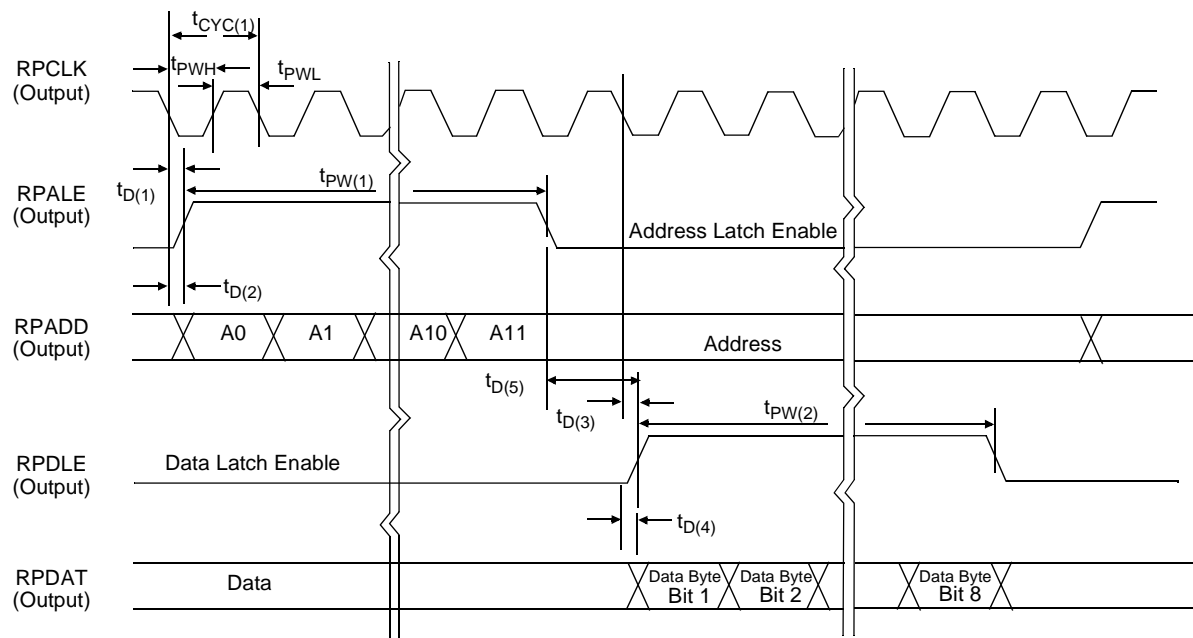 tCYC(1)
RPCLK
(Output)
tPWH
tPWL
RPALE
(Output)
tD(1)
tPW(1)
Address Latch Enable
tD(2)
RPADD
(Output)
A0
A1
A10
A11
Address
tD(5)
tD(3)
tPW(2)
RPDLE
(Output)
Data Latch Enable
tD(4)
RPDAT
(Output)
Data
Data Byte
Bit 1
Data Byte
Bit 2
Data Byte
Bit 8